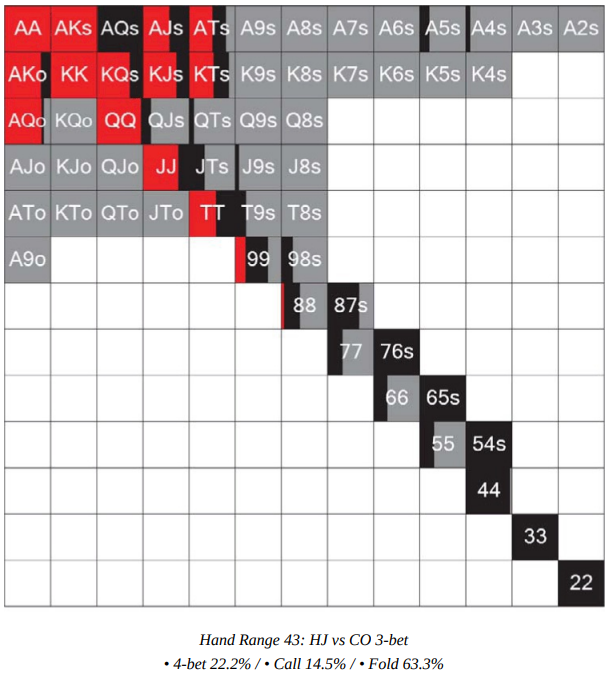 AA AKs AQs AJs ATs A9s A8s A7s A6s A5s A4s A3s A2s
AKo KK KQs KJs KTs K9s K8s K7s K6s K5s K4s
AQo KQo QQ QJs QTs Q9s Q8s
AJo KJo QJo JJ JTs J9s J8s
ATo KTo QTo JTo TT T9s T8s
A9o 99 98s
88 87s
77 76s
66 65s
55 54s
44
33
22
Hand Range 43: HJ vs CO 3-bet
• 4-bet 22.2% / • Call 14.5% / • Fold 63.3%